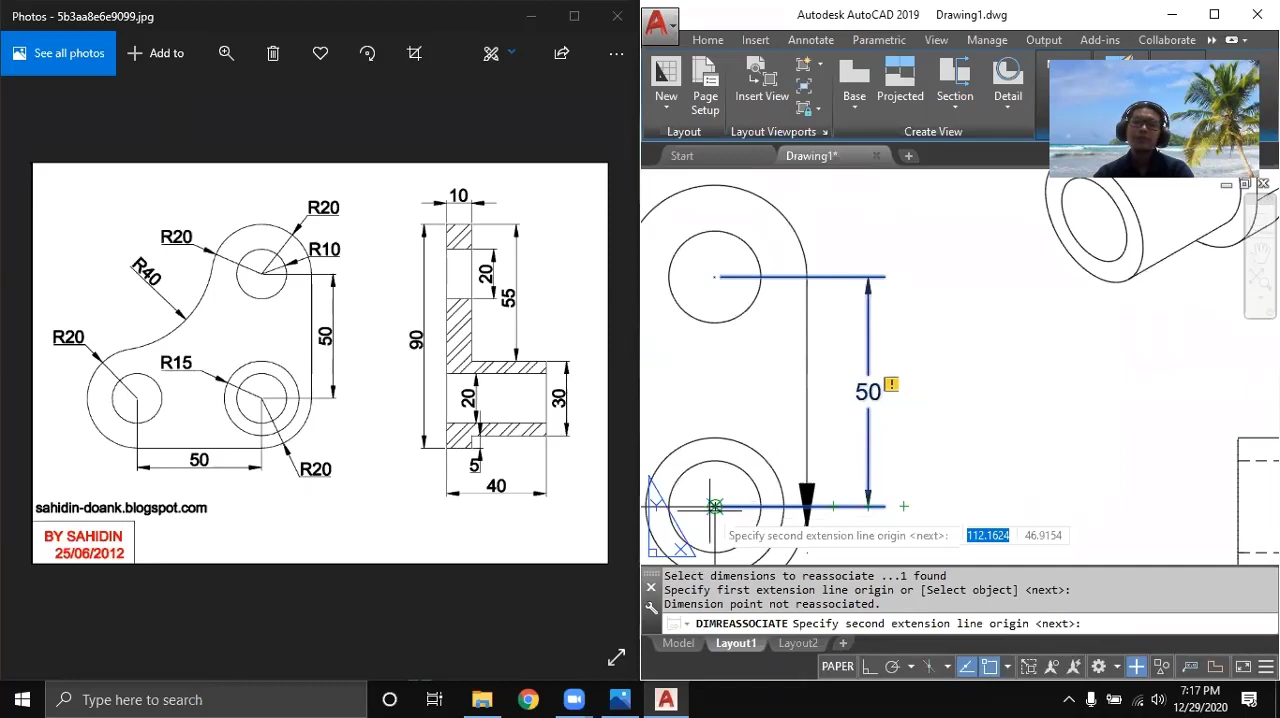 Photos - 5b3aa8e6e9099.jpg
See all photos
Add to
R20
R20
R10
R40
50
R20
R15
50
R20
10
20
55
90
20
30
5
40
sahidin-doank.blogspot.com
BY SAHIDIN
25/06/2012
Autodesk AutoCAD 2019 Drawing1.dwg
Home Insert Annotate Parametric View Manage Output Add-ins Collaborate
New
Page
Setup
Insert View
Base
Projected
Section
Detail
Layout
Layout Viewports
Create View
Start
Drawing1*
50
Y
X
Specify second extension line origin <next>: 112.1624 46.9154
Select dimensions to reassociate ...1 found
Specify first extension line origin or [Select object] <next>:
Dimension point not reassociated.
DIMREASSOCIATE Specify second extension line origin <next>:
Model Layout1 Layout2
PAPER
Type here to search
7:17 PM
12/29/2020